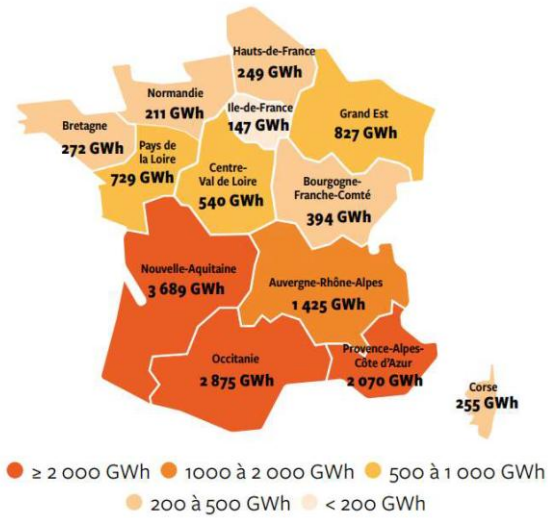 Hauts-de-France
249 GWh
Normandie
211 GWh
Ile-de-France
147 GWh
Grand Est
827 GWh
Bretagne
272 GWh
Pays de
la Loire
729 GWh
Centre-
Val de Loire
540 GWh
Bourgogne-
Franche-Comté
394 GWh
Nouvelle-Aquitaine
3 689 GWh
Auvergne-Rhône-Alpes
1 425 GWh
Occitanie
2 875 GWh
Provence-Alpes-
Côte d'Azur
2 070 GWh
Corse
255 GWh
≥ 2 000 GWh
1000 à 2 000 GWh
500 à 1 000 GWh
200 à 500 GWh
< 200 GWh